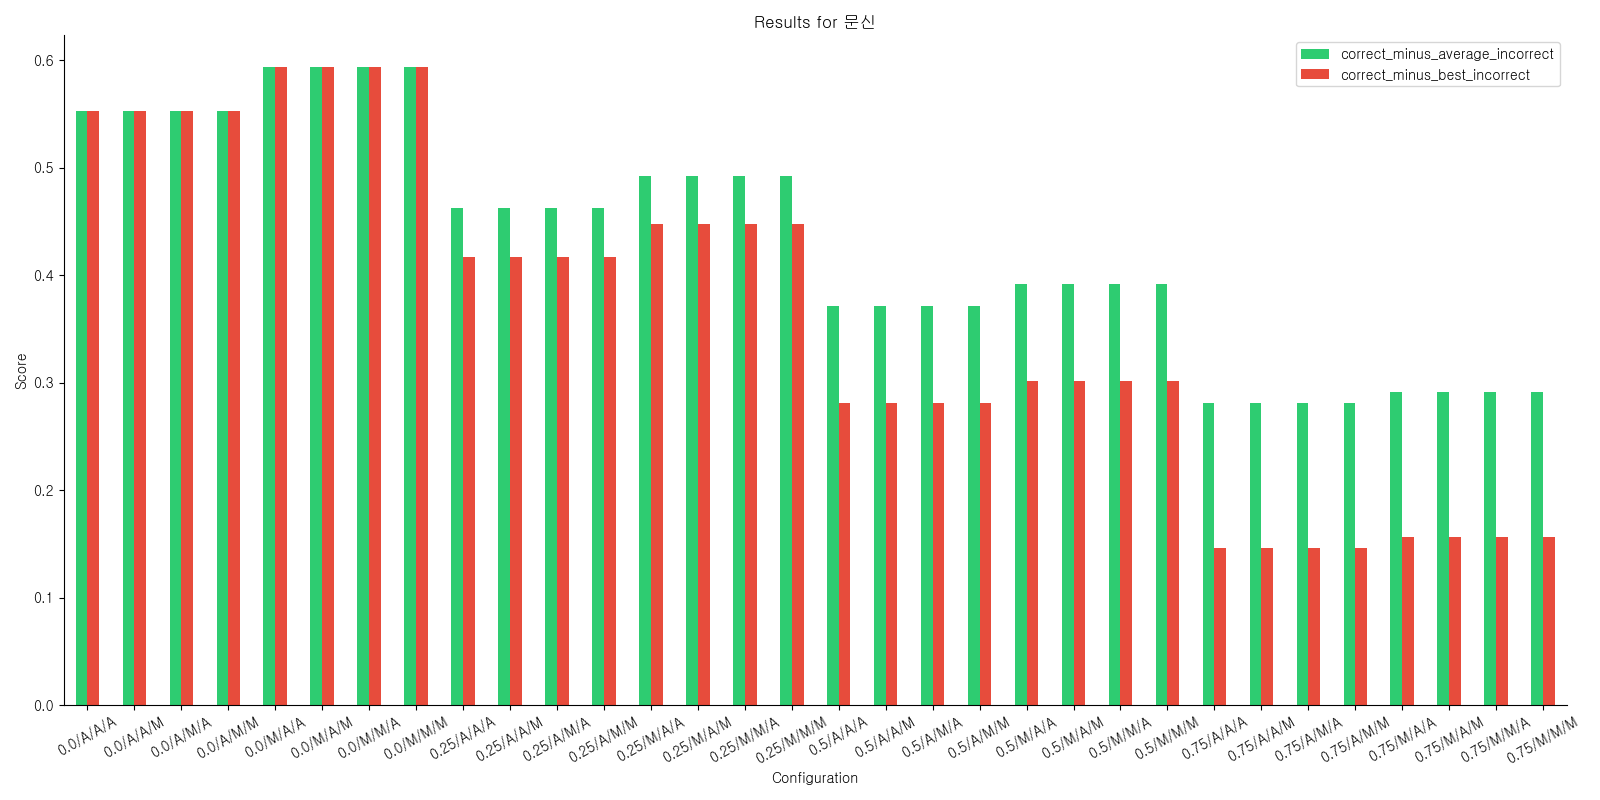 Results for 문신
correct_minus_average_incorrect
correct_minus_best_incorrect
Score
0.6
0.5
0.4
0.3
0.2
0.1
0.0
0.0/A/A/A
0.0/A/A/M
0.0/A/M/A
0.0/A/M/M
0.0/M/A/A
0.0/M/A/M
0.0/M/M/A
0.0/M/M/M
0.25/A/A/A
0.25/A/A/M
0.25/A/M/A
0.25/A/M/M
0.25/M/A/A
0.25/M/A/M
0.25/M/M/A
0.25/M/M/M
0.5/A/A/A
0.5/A/A/M
0.5/A/M/A
0.5/A/M/M
0.5/M/A/A
0.5/M/A/M
0.5/M/M/A
0.5/M/M/M
0.75/A/A/A
0.75/A/A/M
0.75/A/M/A
0.75/A/M/M
0.75/M/A/A
0.75/M/A/M
0.75/M/M/A
0.75/M/M/M
Configuration